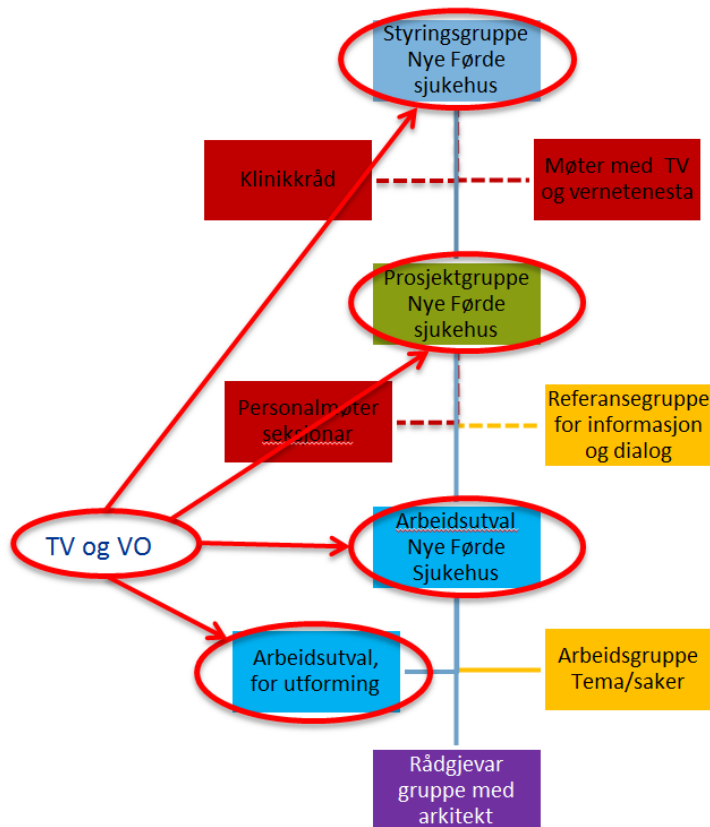 Styringsgruppe
Nye Førde
sjukehus
Klinikkråd
Møter med TV
og vernetenesta
Prosjektgruppe
Nye Førde
sjukehus
Personalmøter
seksjonar
Referansegruppe
for informasjon
og dialog
TV og VO
Arbeidsutval
Nye Førde
Sjukehus
Arbeidsutval,
for utforming
Arbeidsgruppe
Tema/saker
Rådgjevar
gruppe med
arkitekt